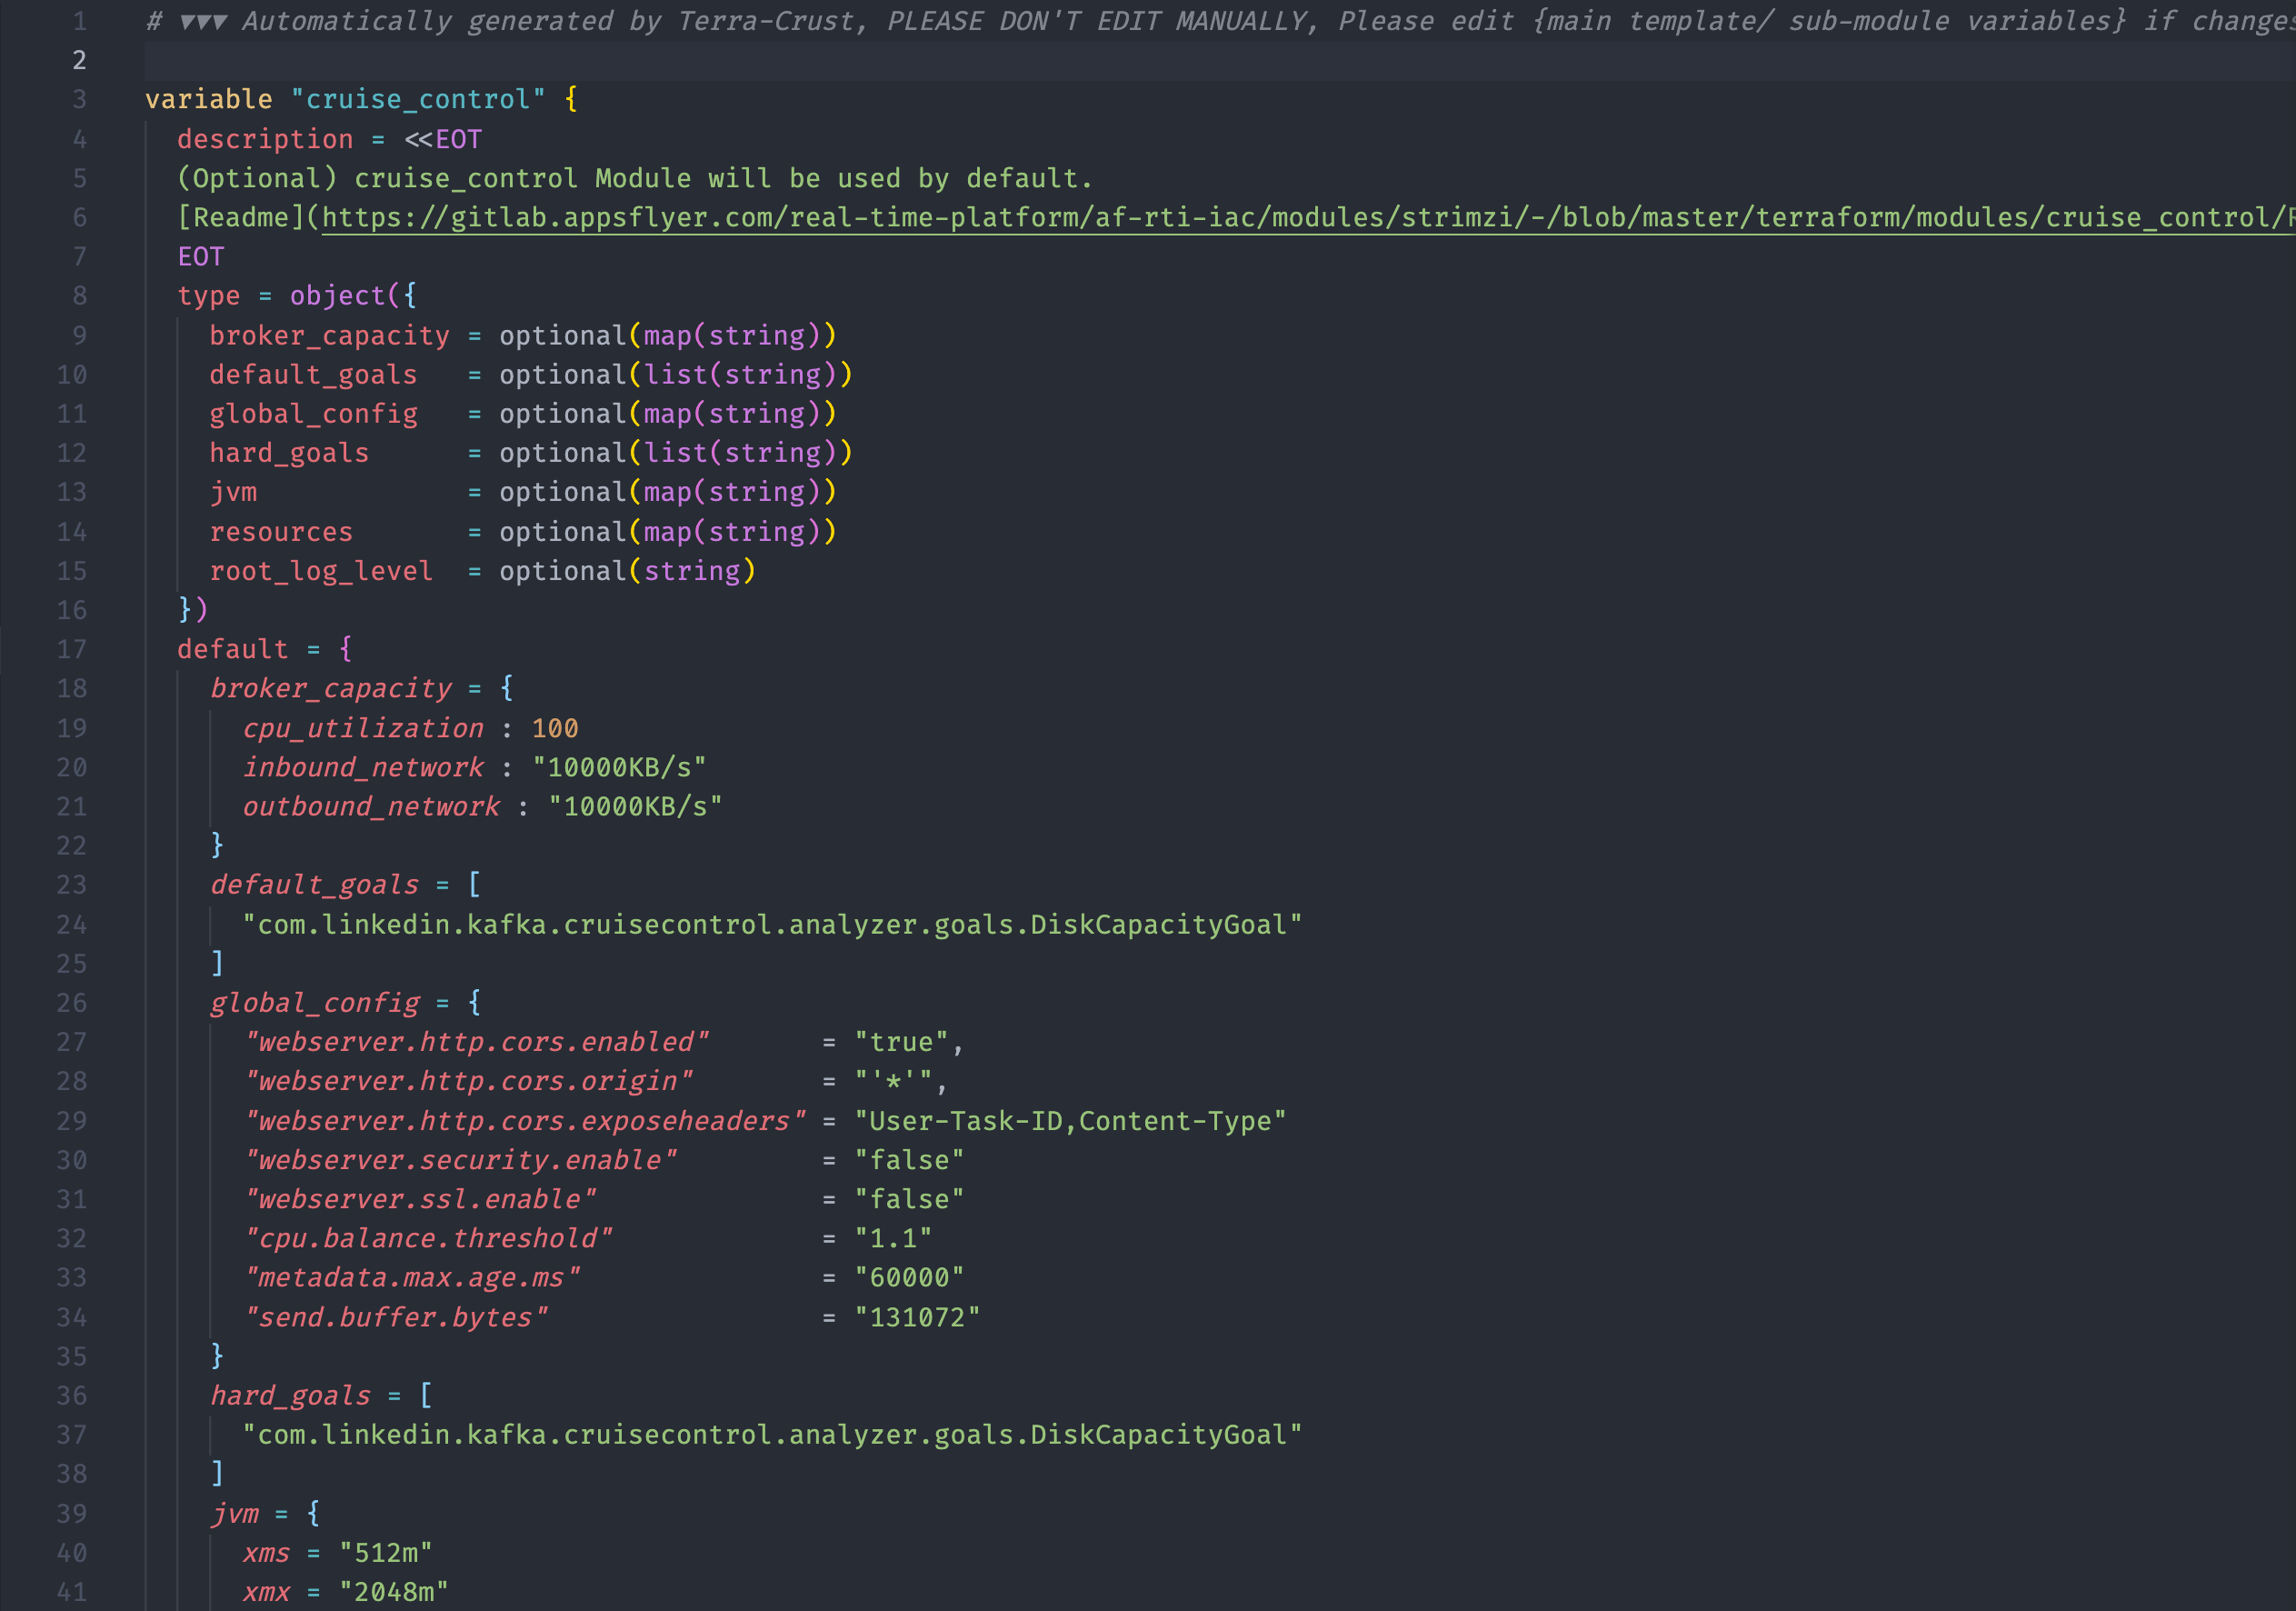 1 # ▼▼▼ Automatically generated by Terra-Crust, PLEASE DON'T EDIT MANUALLY, Please edit {main template/ sub-module variables} if changes
2
3 variable "cruise_control" {
4 description = <<EOT
5 (Optional) cruise_control Module will be used by default.
6 [Readme](https://gitlab.appsflyer.com/real-time-platform/af-rti-iac/modules/strimzi/-/blob/master/terraform/modules/cruise_control/
7 EOT
8 type = object({
9 broker_capacity = optional(map(string))
10 default_goals = optional(list(string))
11 global_config = optional(map(string))
12 hard_goals = optional(list(string))
13 jvm = optional(map(string))
14 resources = optional(map(string))
15 root_log_level = optional(string)
16 })
17 default = {
18 broker_capacity = {
19 cpu_utilization : 100
20 inbound_network : "10000KB/s"
21 outbound_network : "10000KB/s"
22 }
23 default_goals = [
24 "com.linkedin.kafka.cruisecontrol.analyzer.goals.DiskCapacityGoal"
25 ]
26 global_config = {
27 "webserver.http.cors.enabled" = "true",
28 "webserver.http.cors.origin" = "'*'",
29 "webserver.http.cors.exposeheaders" = "User-Task-ID,Content-Type"
30 "webserver.security.enable" = "false"
31 "webserver.ssl.enable" = "false"
32 "cpu.balance.threshold" = "1.1"
33 "metadata.max.age.ms" = "60000"
34 "send.buffer.bytes" = "131072"
35 }
36 hard_goals = [
37 "com.linkedin.kafka.cruisecontrol.analyzer.goals.DiskCapacityGoal"
38 ]
39 jvm = {
40 xms = "512m"
41 xmx = "2048m"